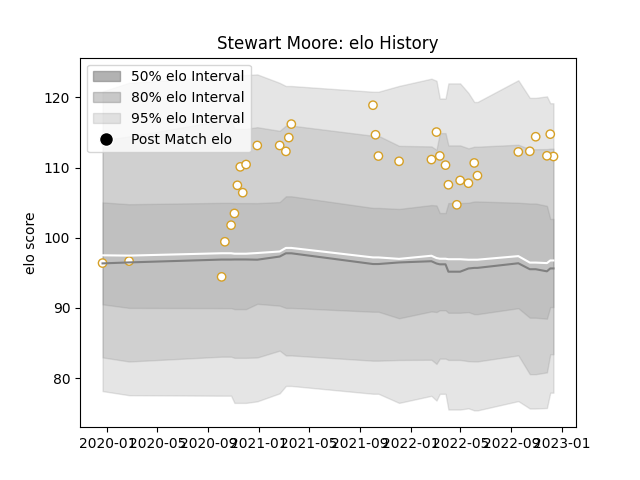 Stewart Moore: elo History
50% elo Interval
80% elo Interval
95% elo Interval
Post Match elo
elo score
120
110
100
90
80
2020-01 2020-05 2020-09 2021-01 2021-05 2021-09 2022-01 2022-05 2022-09 2023-01